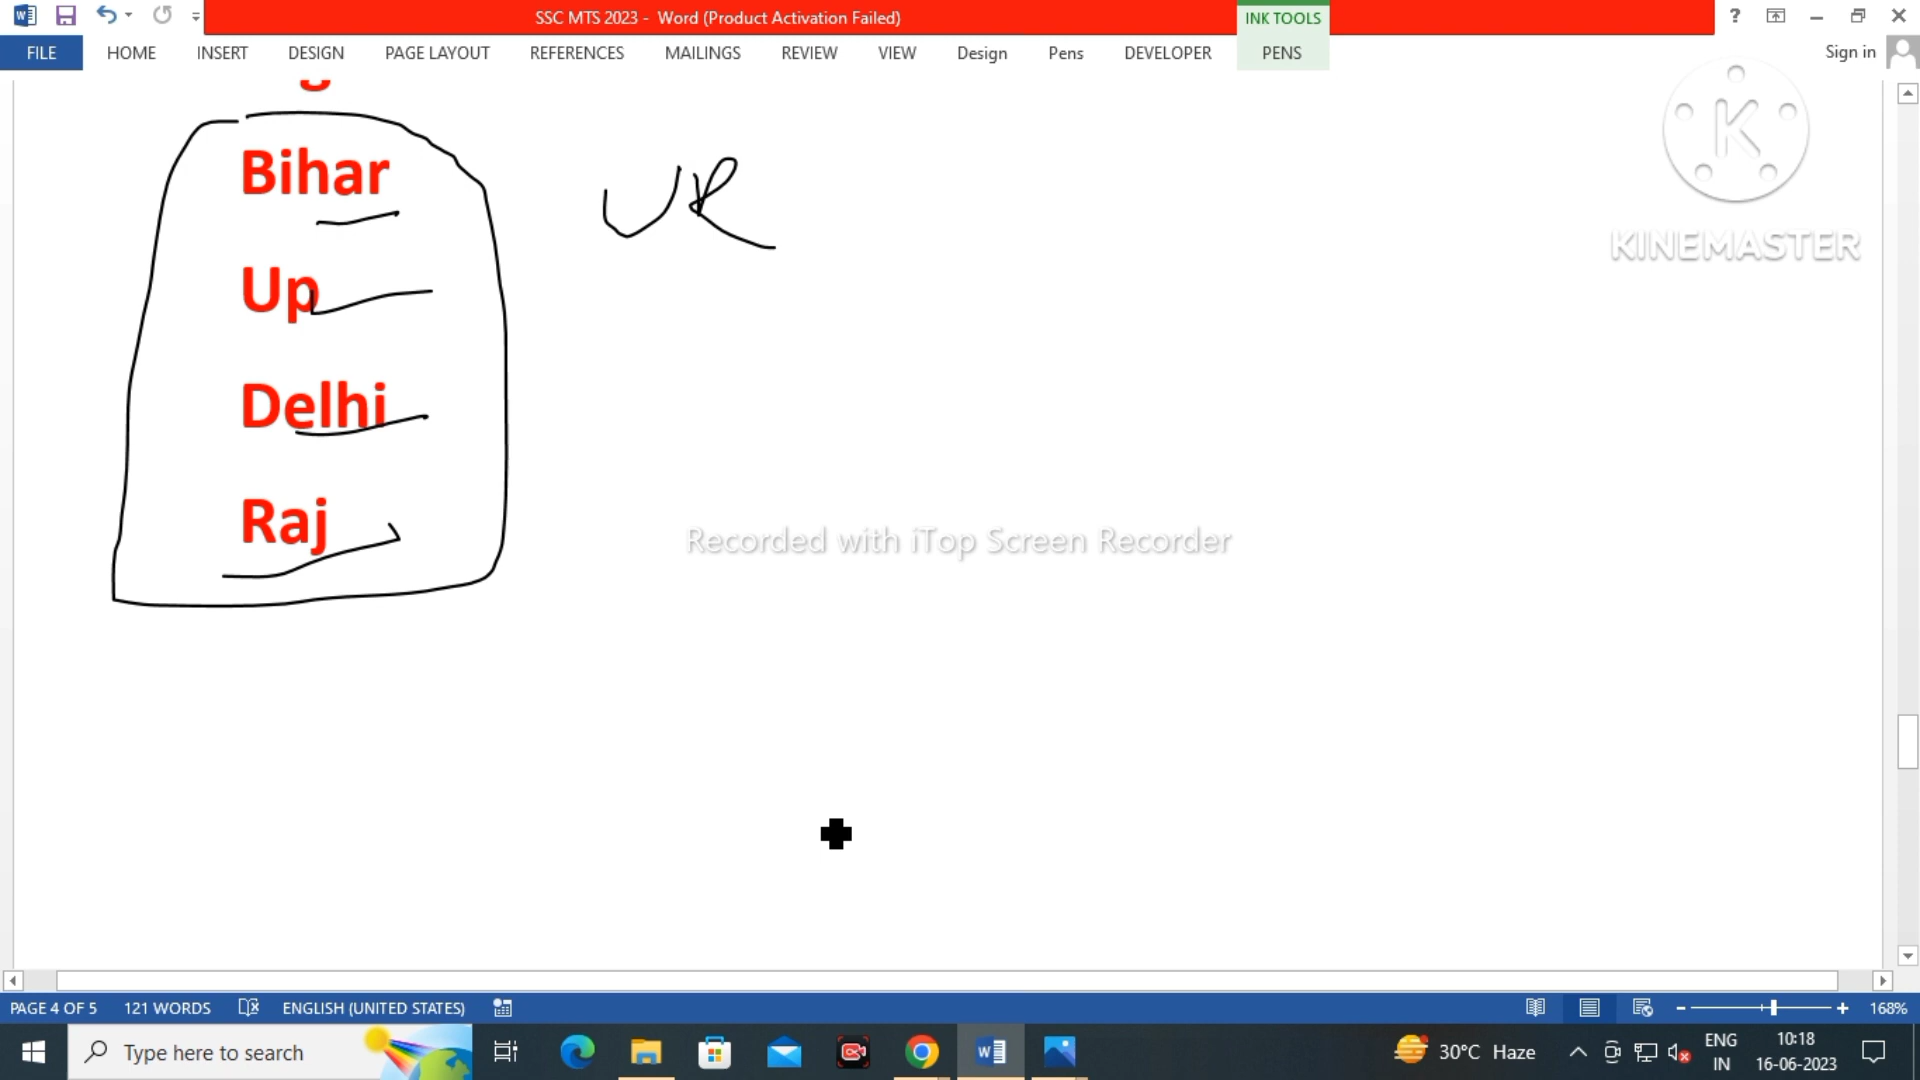 SSC MTS 2023 - Word (Product Activation Failed)
INK TOOLS
?
FILE HOME INSERT DESIGN PAGE LAYOUT REFERENCES MAILINGS REVIEW VIEW Design Pens DEVELOPER PENS Sign in
Bihar
UR
K
KINEMASTER
Up
Delhi
Raj
Recorded with iTop Screen Recorder
PAGE 4 OF 5 121 WORDS ENGLISH (UNITED STATES) 168%
Type here to search
30°C Haze
ENG
IN
10:18
16-06-2023